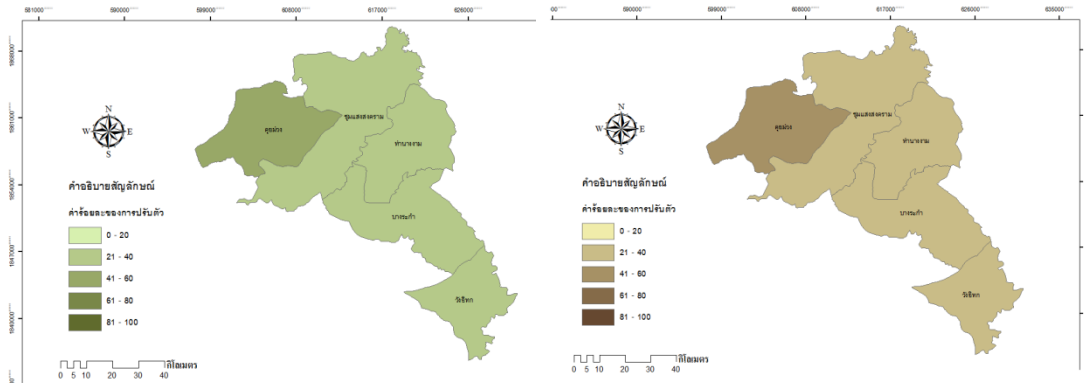 581000 590000 599000 608000 617000 626000
1868000
1861000
1854000
1847000
1840000
N
W E
S
คุยม่วง
ชุมแสงสงคราม
ท่านางงาม
บางระกำ
วังอิทก
คำอธิบายสัญลักษณ์
ค่าร้อยละของการปรับตัว
0 - 20
21 - 40
41 - 60
61 - 80
81 - 100
กิโลเมตร
0 5 10 20 30 40
599000 608000 617000 626000 635000
N
W E
S
คุยม่วง
ชุมแสงสงคราม
ท่านางงาม
บางระกำ
วังอิทก
คำอธิบายสัญลักษณ์
ค่าร้อยละของการปรับตัว
0 - 20
21 - 40
41 - 60
61 - 80
81 - 100
กิโลเมตร
0 5 10 20 30 40